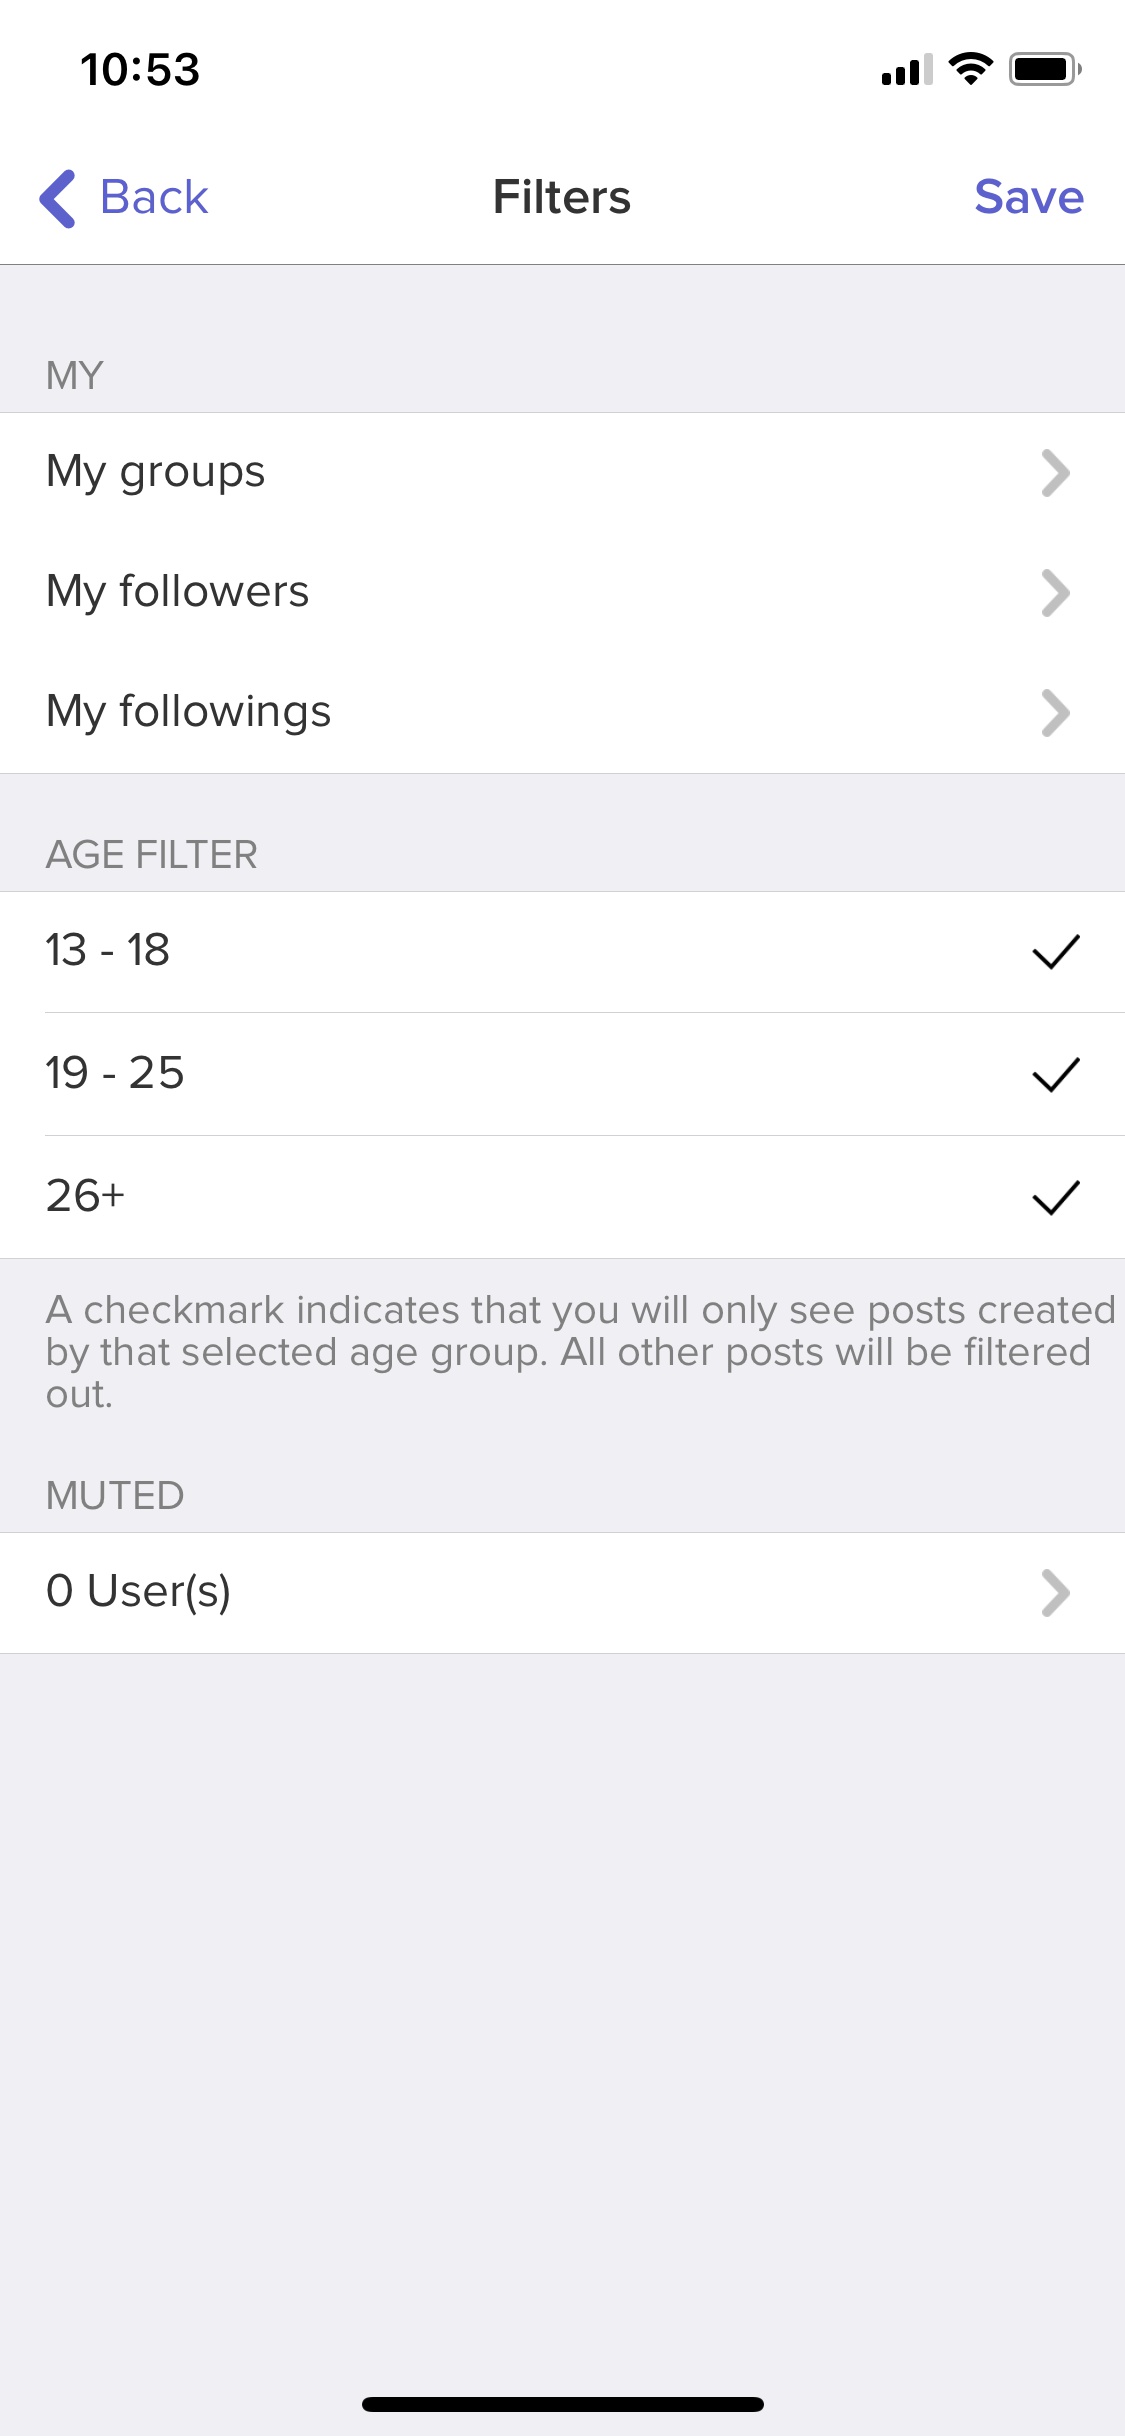 10:53
Back Filters Save
MY
My groups
My followers
My followings
AGE FILTER
13 - 18
19 - 25
26+
A checkmark indicates that you will only see posts created
by that selected age group. All other posts will be filtered
out.
MUTED
0 User(s)